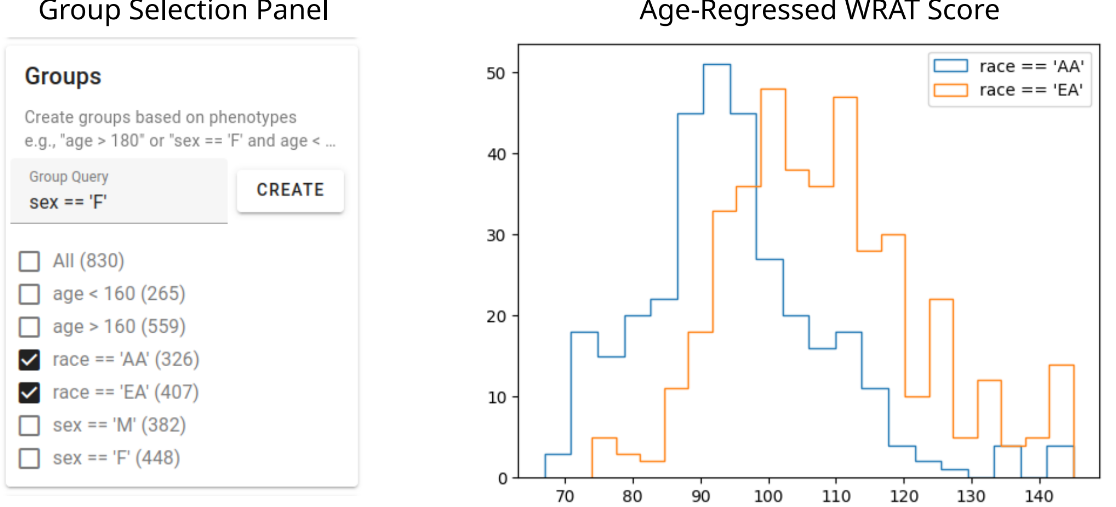 Group Selection Panel
Groups
Create groups based on phenotypes
e.g., "age > 180" or "sex == 'F' and age < …
Group Query
sex == 'F'
CREATE
All (830)
age < 160 (265)
age > 160 (559)
race == 'AA' (326)
race == 'EA' (407)
sex == 'M' (382)
sex == 'F' (448)
Age-Regressed WRAT Score
race == 'AA'
race == 'EA'
50
40
30
20
10
0
70 80 90 100 110 120 130 140